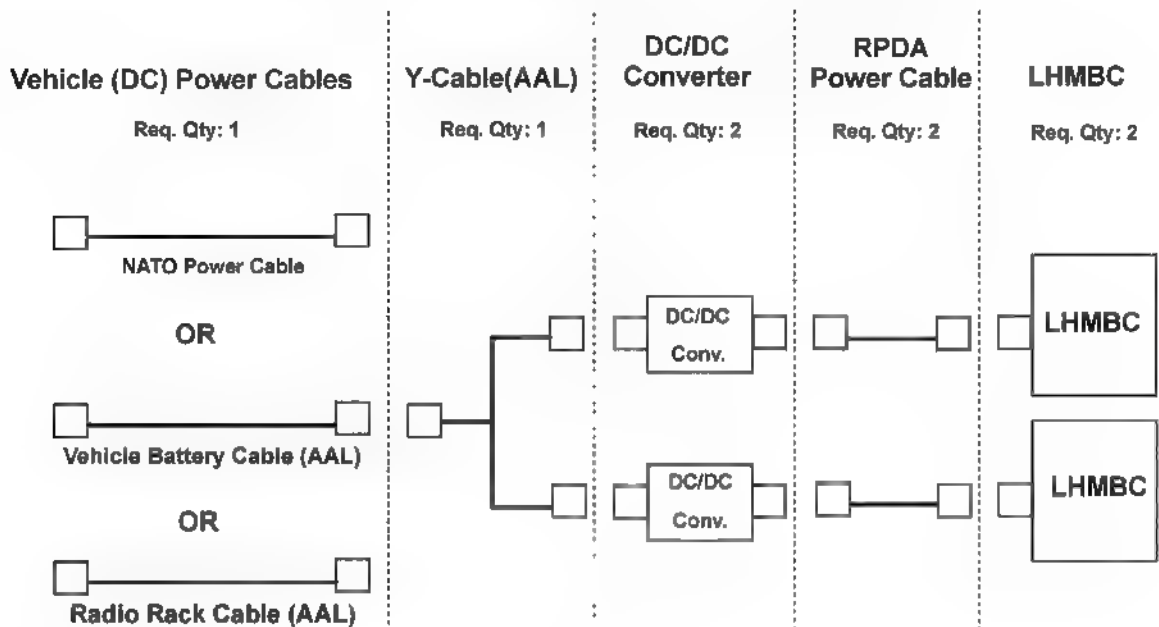 Vehicle (DC) Power Cables
Req. Qty: 1
Y-Cable(AAL)
Req. Qty: 1
DC/DC
Converter
Req. Qty: 2
RPDA
Power Cable
Req. Qty: 2
LHMBC
Req. Qty: 2
NATO Power Cable
OR
Vehicle Battery Cable (AAL)
OR
Radio Rack Cable (AAL)
DC/DC
Conv.
DC/DC
Conv.
LHMBC
LHMBC